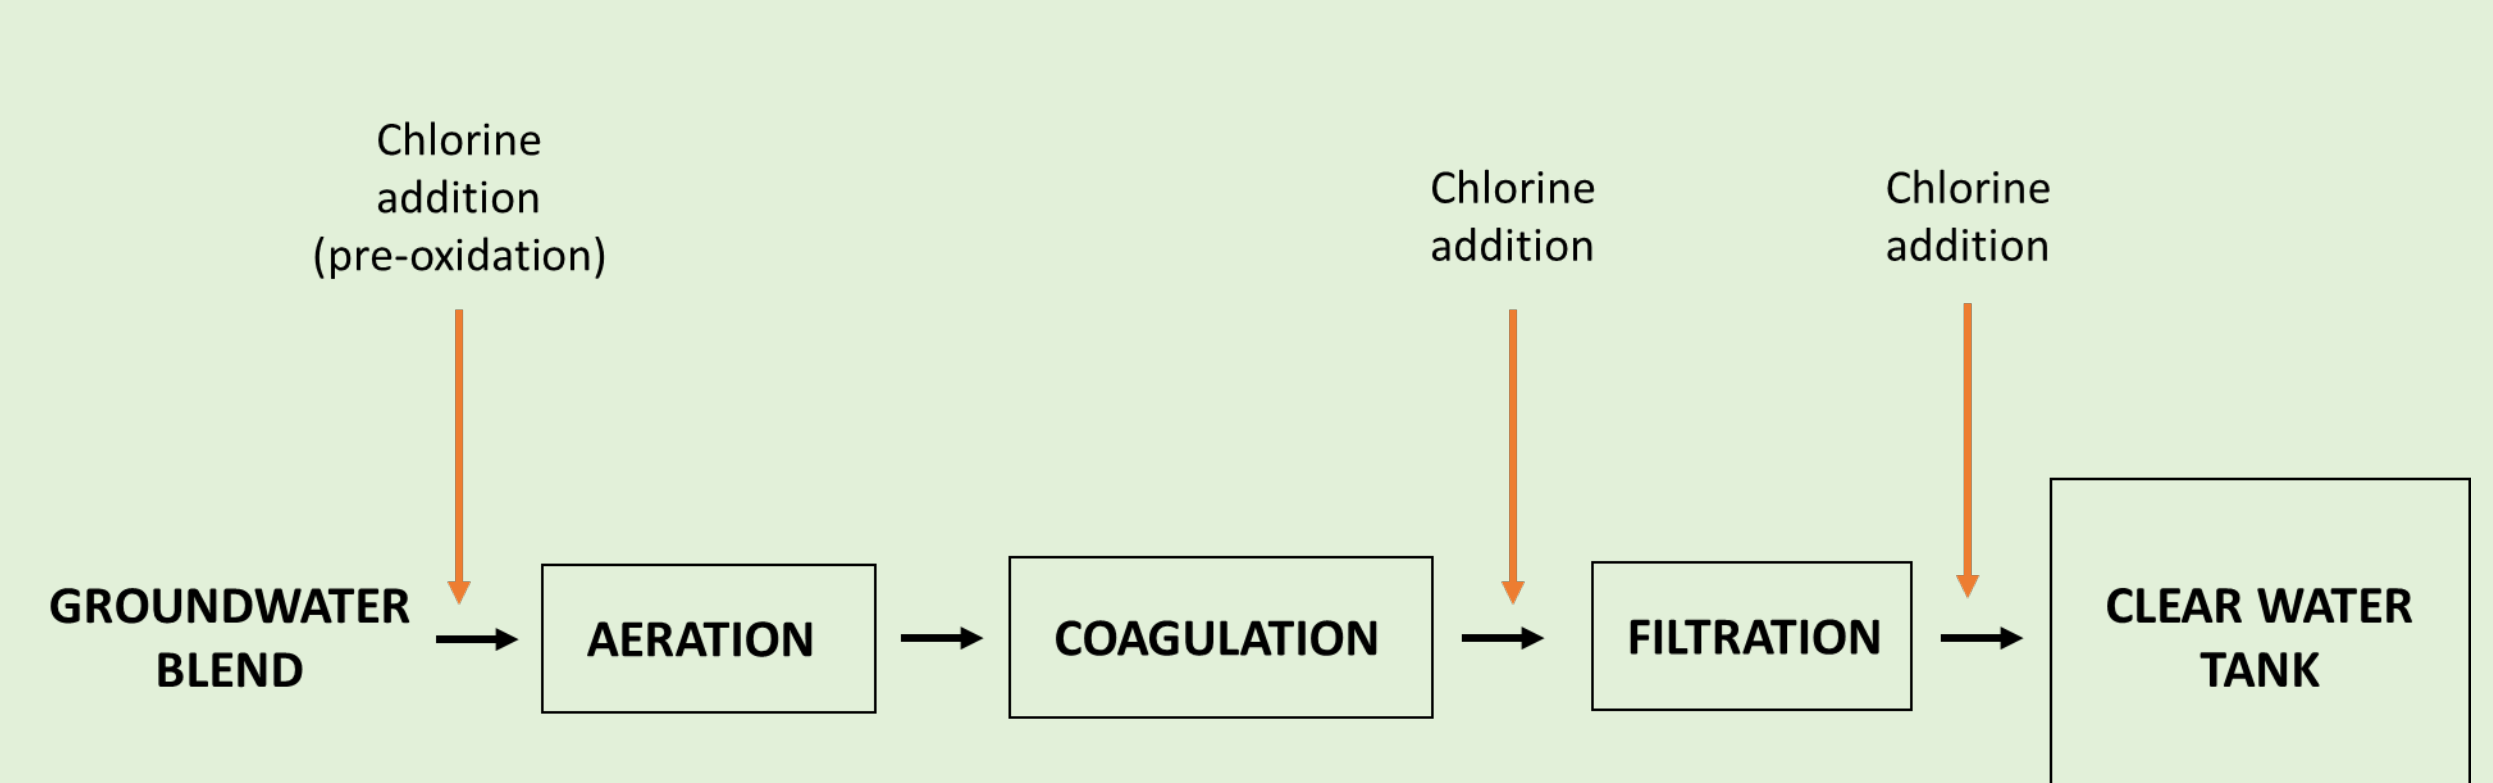 Chlorine
addition
(pre-oxidation)
Chlorine
addition
Chlorine
addition
GROUNDWATER
BLEND
AERATION
COAGULATION
FILTRATION
CLEAR WATER
TANK